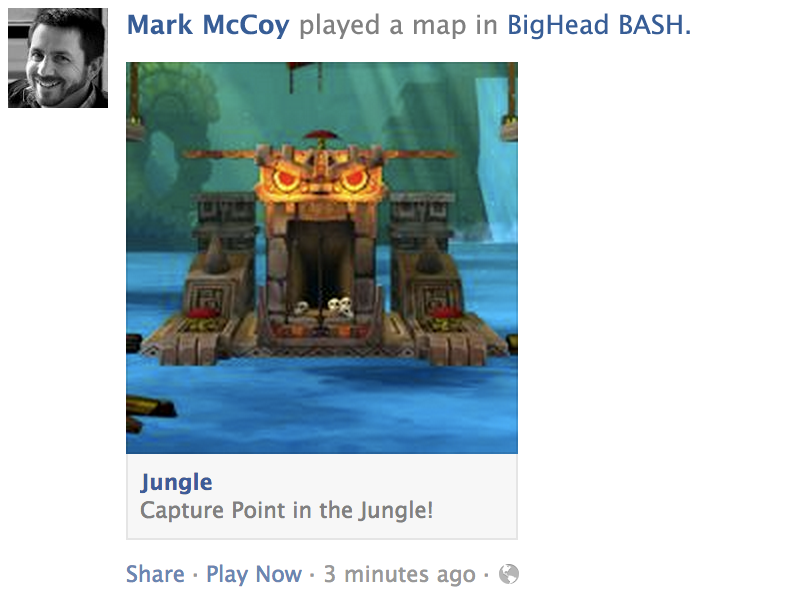 Mark McCoy played a map in BigHead BASH.
Jungle
Capture Point in the Jungle!
Share · Play Now · 3 minutes ago ·